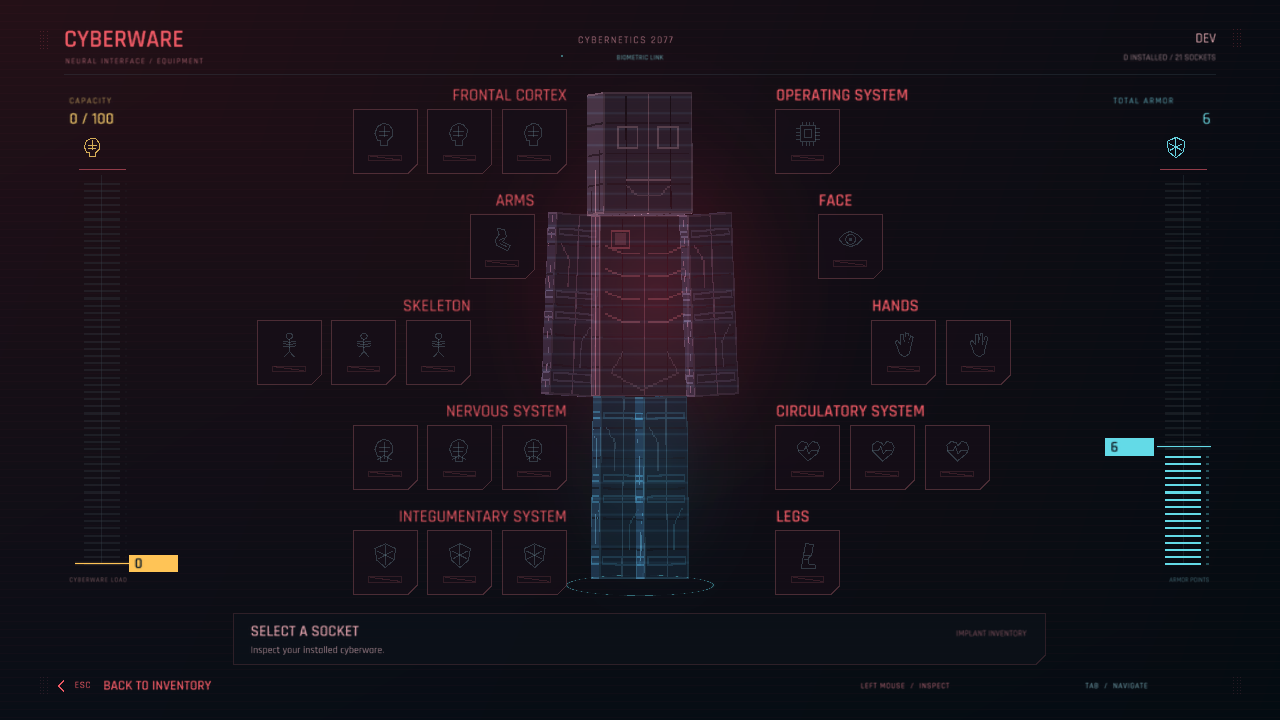 CYBERWARE
NEURAL INTERFACE / EQUIPMENT
CYBERNETICS 2077
BIOMETRIC LINK
DEV
0 INSTALLED / 21 SOCKETS
CAPACITY
0 / 100
TOTAL ARMOR
6
FRONTAL CORTEX
OPERATING SYSTEM
ARMS
FACE
SKELETON
HANDS
NERVOUS SYSTEM
CIRCULATORY SYSTEM
6
INTEGUMENTARY SYSTEM
LEGS
0
CYBERWARE LOAD
ARMOR POINTS
SELECT A SOCKET
Inspect your installed cyberware.
IMPLANT INVENTORY
ESC BACK TO INVENTORY
LEFT MOUSE / INSPECT
TAB / NAVIGATE